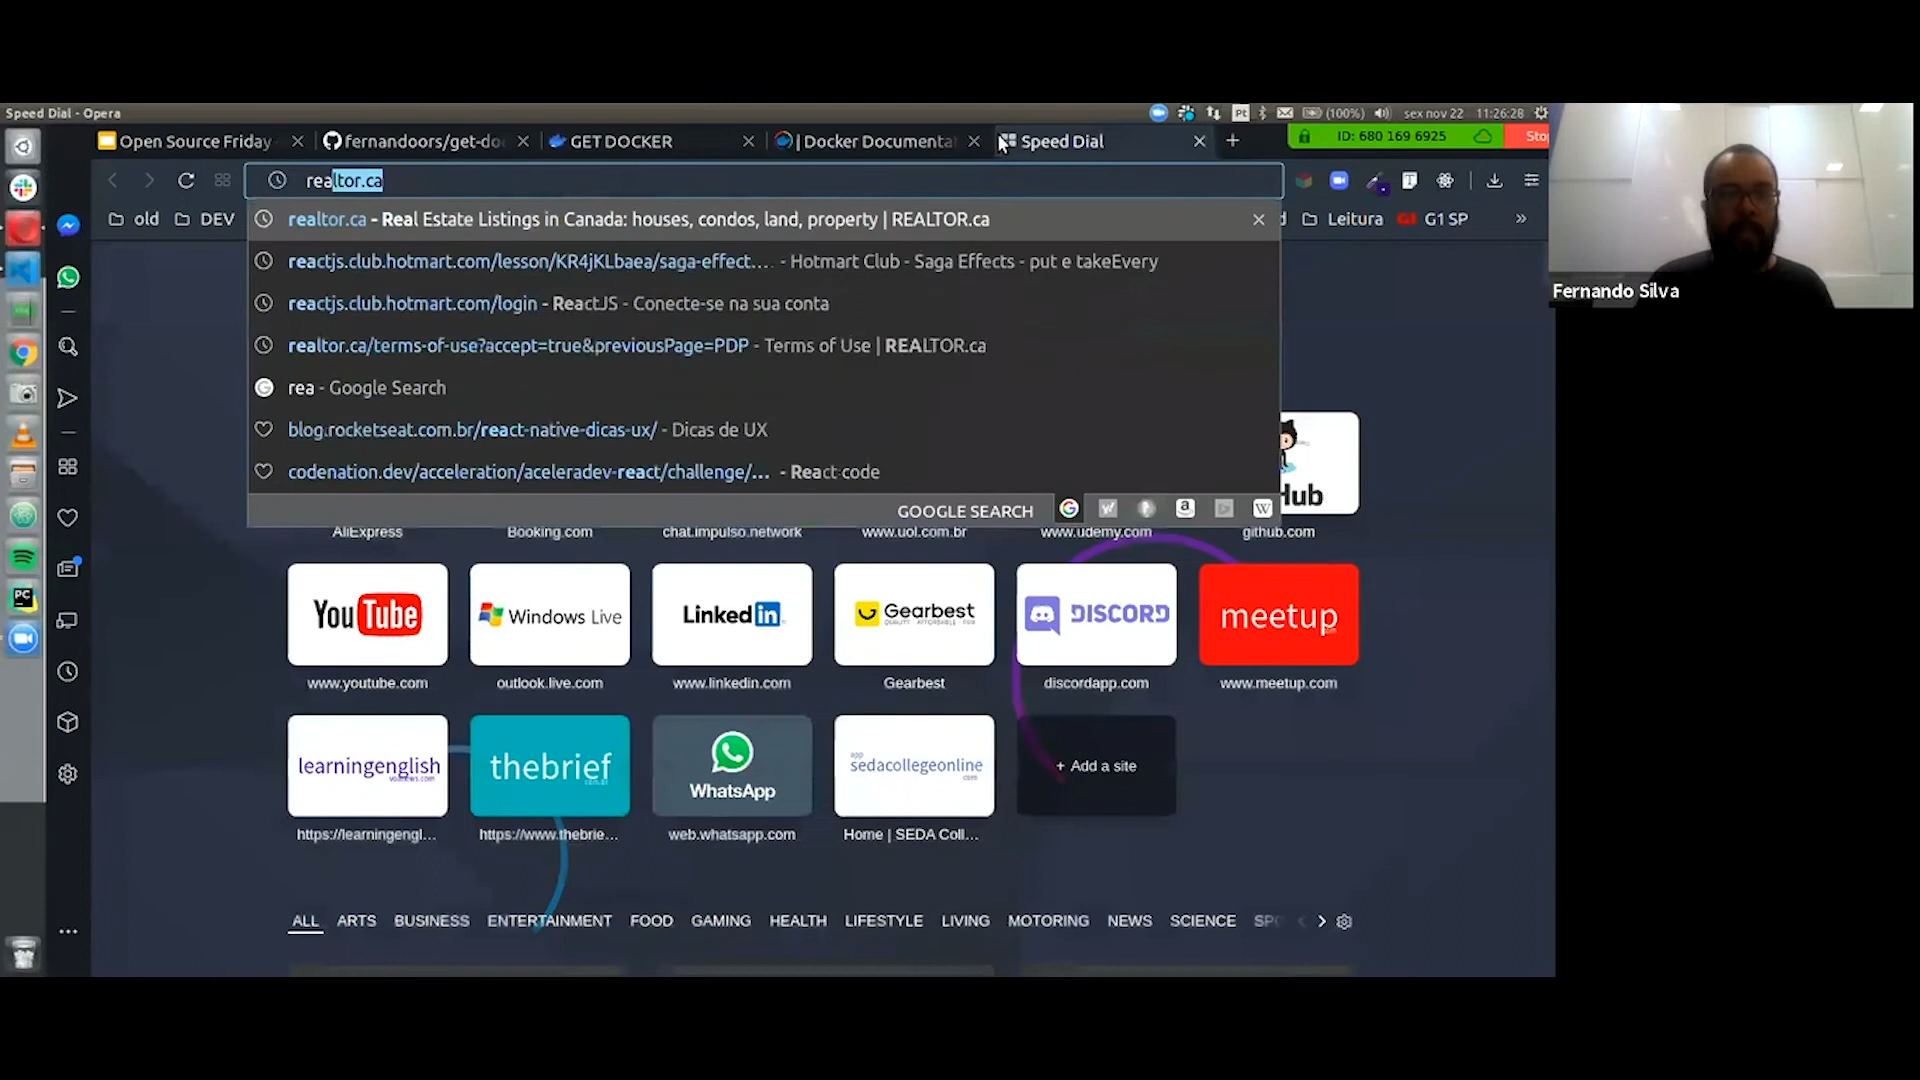 Speed Dial - Opera
Pt
(100%)
sex nov 22
11:26:28
Open Source Friday
fernandoors/get-do
GET DOCKER
| Docker Documentat
Speed Dial
ID: 680 169 6925
Sto
realtor.ca
old
DEV
Leitura
G1 SP
realtor.ca - Real Estate Listings in Canada: houses, condos, land, property | REALTOR.ca
reactjs.club.hotmart.com/lesson/KR4jKLbaea/saga-effect.... - Hotmart Club - Saga Effects - put e takeEvery
reactjs.club.hotmart.com/login - ReactJS - Conecte-se na sua conta
realtor.ca/terms-of-use?accept=true&previousPage=PDP - Terms of Use | REALTOR.ca
rea - Google Search
blog.rocketseat.com.br/react-native-dicas-ux/ - Dicas de UX
codenation.dev/acceleration/aceleradev-react/challenge/... - React code
GOOGLE SEARCH
Fernando Silva
Hub
AliExpress
Booking.com
chat.impulso.network
www.uol.com.br
www.udemy.com
github.com
YouTube
Windows Live
LinkedIn
Gearbest
DISCORD
meetup
www.youtube.com
outlook.live.com
www.linkedin.com
Gearbest
discordapp.com
www.meetup.com
learningenglish
voanews.com
thebrief
WhatsApp
app
sedacollegeonline
com
+ Add a site
https://learningengl...
https://www.thebrie...
web.whatsapp.com
Home | SEDA Coll...
ALL ARTS BUSINESS ENTERTAINMENT FOOD GAMING HEALTH LIFESTYLE LIVING MOTORING NEWS SCIENCE SPO